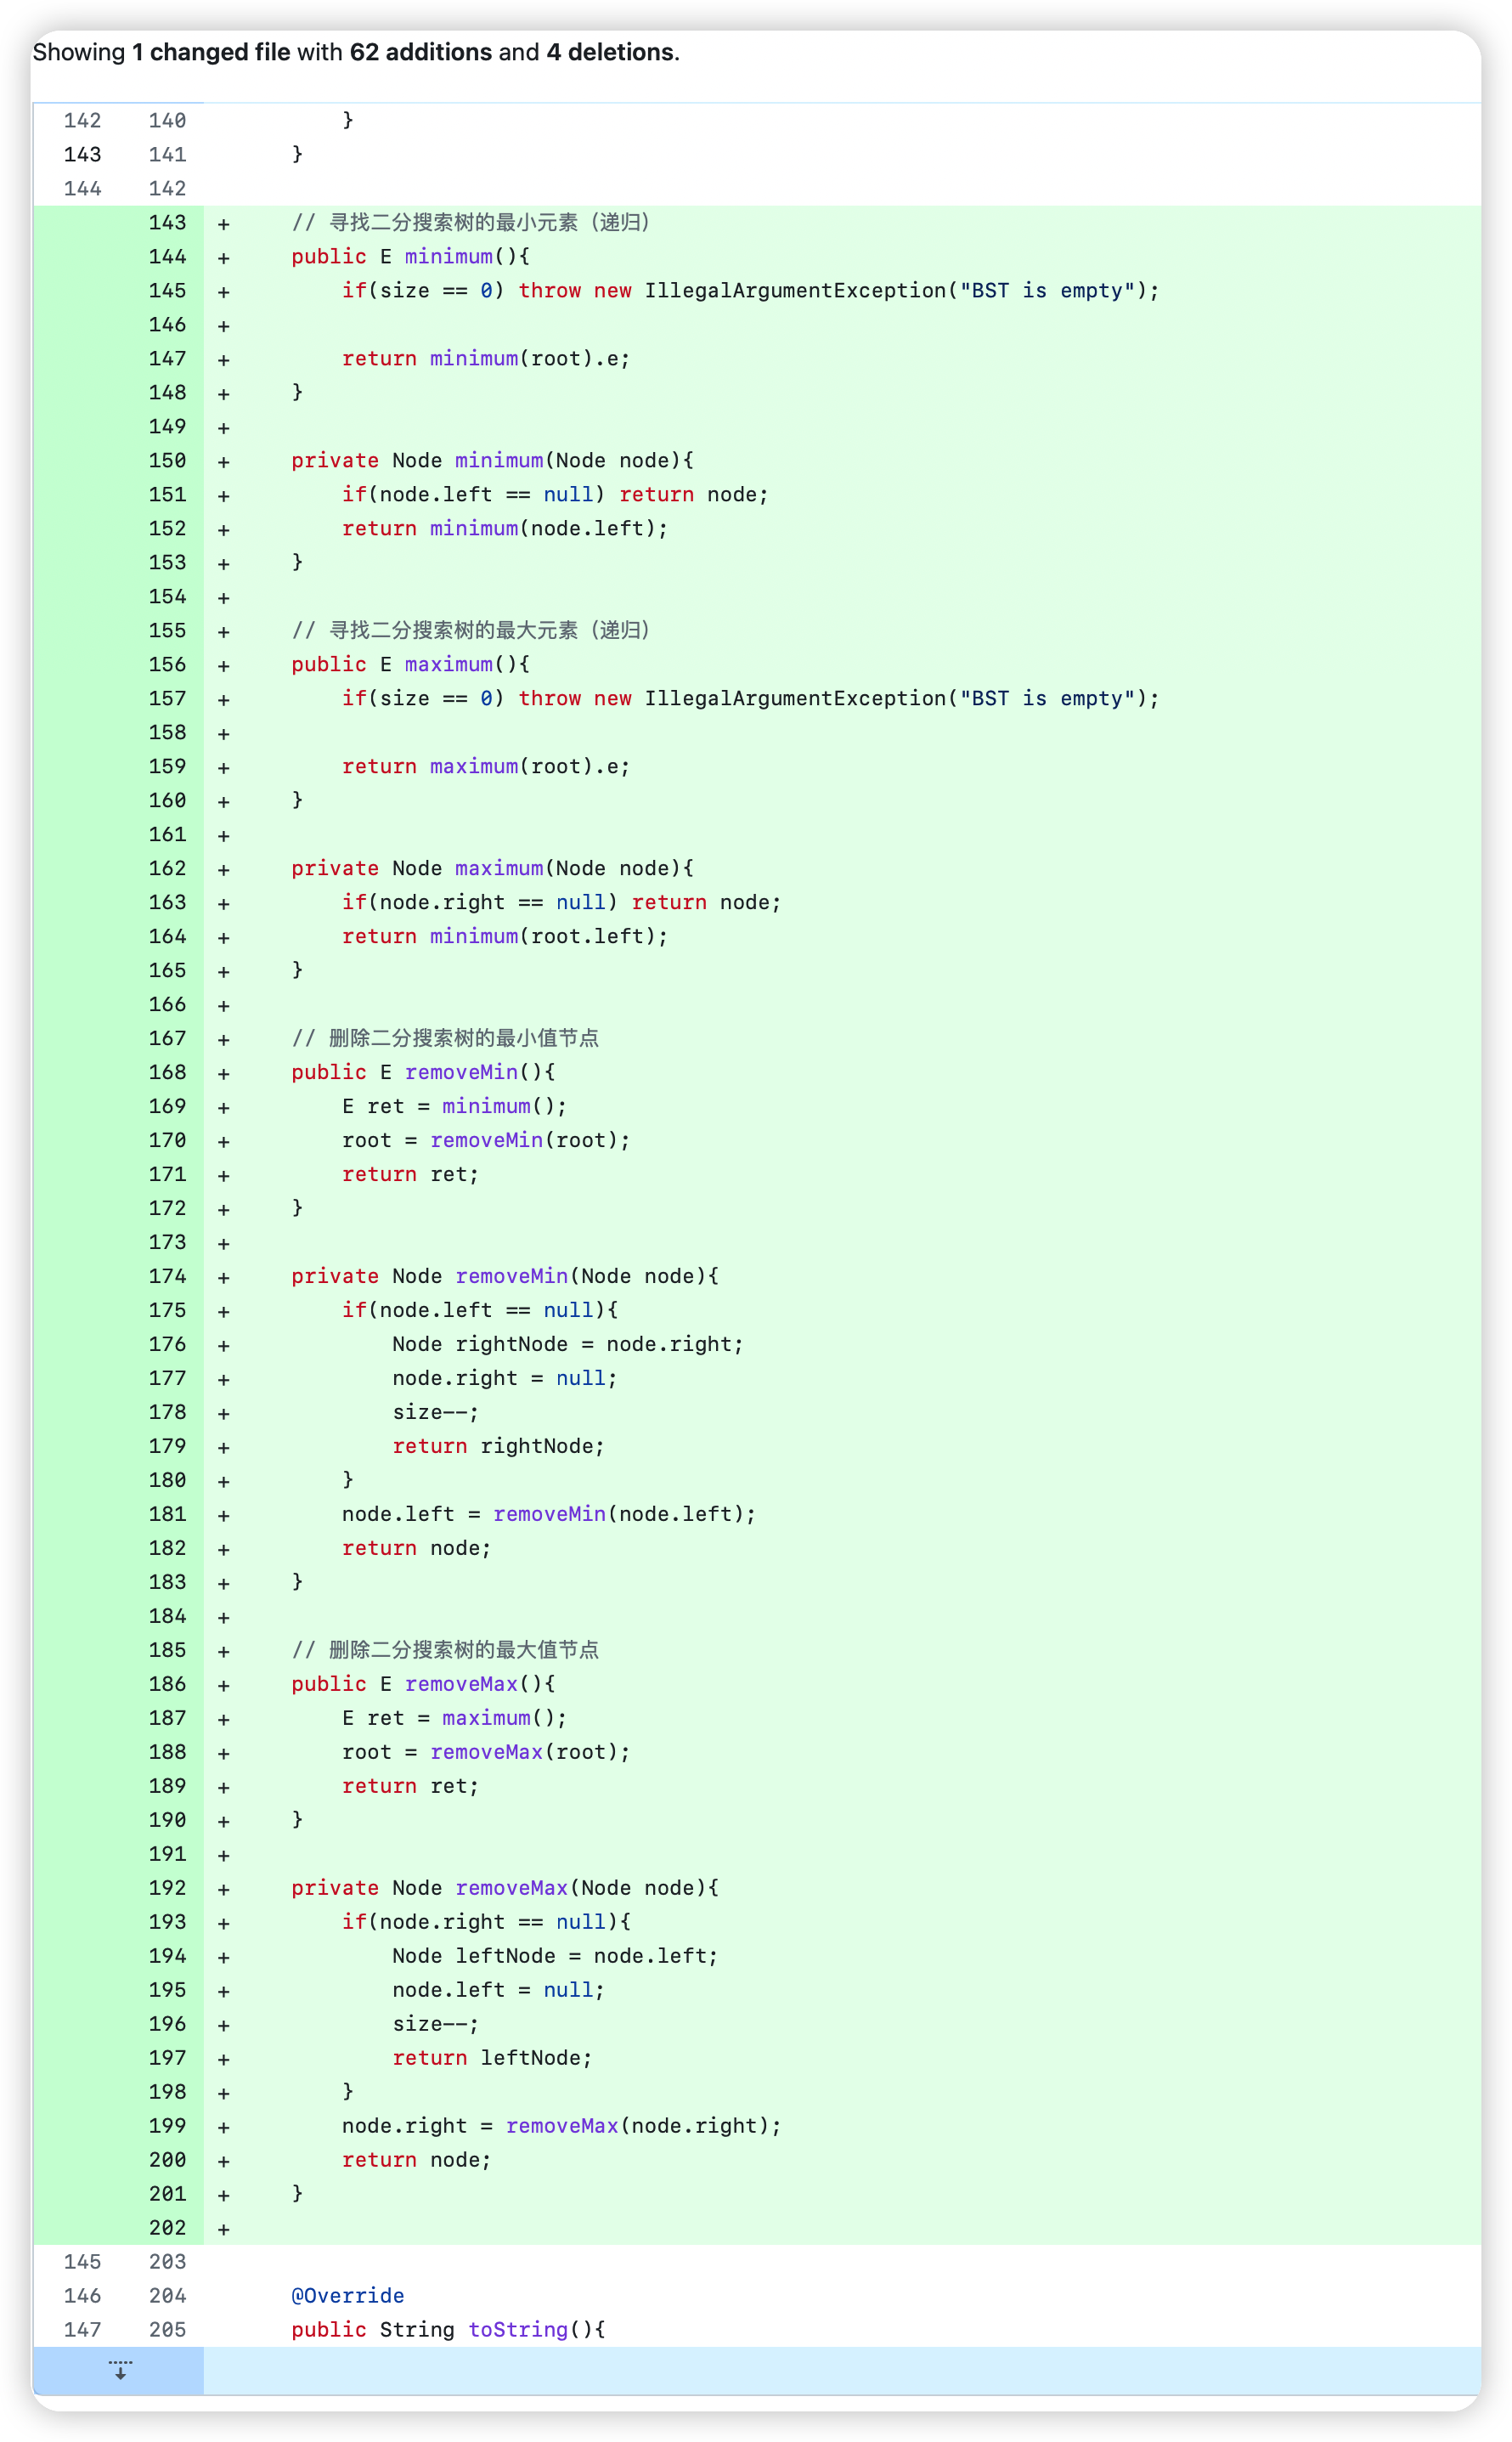 Showing 1 changed file with 62 additions and 4 deletions.
142 140 }
143 141 }
144 142
143 + // 寻找二分搜索树的最小元素（递归）
144 + public E minimum(){
145 + if(size == 0) throw new IllegalArgumentException("BST is empty");
146 +
147 + return minimum(root).e;
148 + }
149 +
150 + private Node minimum(Node node){
151 + if(node.left == null) return node;
152 + return minimum(node.left);
153 + }
154 +
155 + // 寻找二分搜索树的最大元素（递归）
156 + public E maximum(){
157 + if(size == 0) throw new IllegalArgumentException("BST is empty");
158 +
159 + return maximum(root).e;
160 + }
161 +
162 + private Node maximum(Node node){
163 + if(node.right == null) return node;
164 + return minimum(root.left);
165 + }
166 +
167 + // 删除二分搜索树的最小值节点
168 + public E removeMin(){
169 + E ret = minimum();
170 + root = removeMin(root);
171 + return ret;
172 + }
173 +
174 + private Node removeMin(Node node){
175 + if(node.left == null){
176 + Node rightNode = node.right;
177 + node.right = null;
178 + size--;
179 + return rightNode;
180 + }
181 + node.left = removeMin(node.left);
182 + return node;
183 + }
184 +
185 + // 删除二分搜索树的最大值节点
186 + public E removeMax(){
187 + E ret = maximum();
188 + root = removeMax(root);
189 + return ret;
190 + }
191 +
192 + private Node removeMax(Node node){
193 + if(node.right == null){
194 + Node leftNode = node.left;
195 + node.left = null;
196 + size--;
197 + return leftNode;
198 + }
199 + node.right = removeMax(node.right);
200 + return node;
201 + }
202 +
145 203
146 204 @Override
147 205 public String toString(){